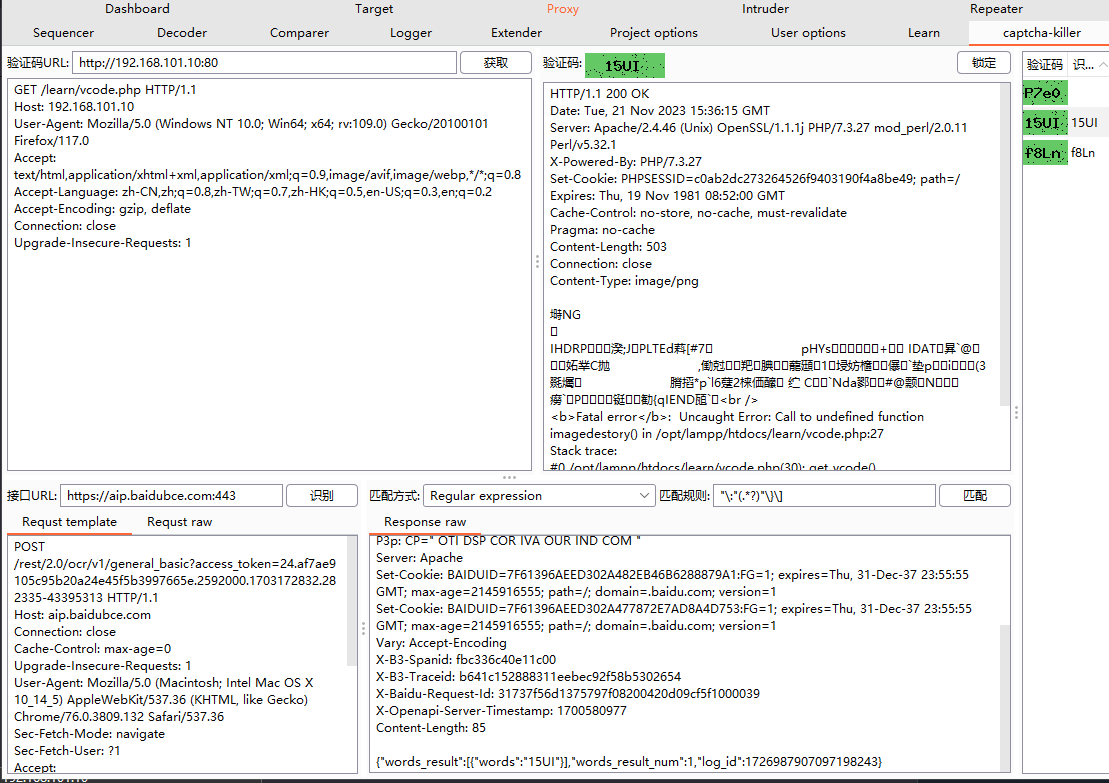 Dashboard Target Proxy Intruder Repeater
Sequencer Decoder Comparer Logger Extender Project options User options Learn captcha-killer
验证码URL: http://192.168.101.10:80 获取
GET /learn/vcode.php HTTP/1.1
Host: 192.168.101.10
User-Agent: Mozilla/5.0 (Windows NT 10.0; Win64; x64; rv:109.0) Gecko/20100101
Firefox/117.0
Accept:
text/html,application/xhtml+xml,application/xml;q=0.9,image/avif,image/webp,*/*;q=0.8
Accept-Language: zh-CN,zh;q=0.8,zh-TW;q=0.7,zh-HK;q=0.5,en-US;q=0.3,en;q=0.2
Accept-Encoding: gzip, deflate
Connection: close
Upgrade-Insecure-Requests: 1
验证码: 15UI 锁定
HTTP/1.1 200 OK
Date: Tue, 21 Nov 2023 15:36:15 GMT
Server: Apache/2.4.46 (Unix) OpenSSL/1.1.1j PHP/7.3.27 mod_perl/2.0.11
Perl/v5.32.1
X-Powered-By: PHP/7.3.27
Set-Cookie: PHPSESSID=c0ab2dc273264526f9403190f4a8be49; path=/
Expires: Thu, 19 Nov 1981 08:52:00 GMT
Cache-Control: no-store, no-cache, must-revalidate
Pragma: no-cache
Content-Length: 503
Connection: close
Content-Type: image/png
NG
<br />
<b>Fatal error</b>: Uncaught Error: Call to undefined function
imagedestory() in /opt/lampp/htdocs/learn/vcode.php:27
Stack trace:
#0 /opt/lampp/htdocs/learn/vcode.php(30): get_vcode()
验证码 识...
P7eO
15UI 15UI
f8Ln f8Ln
接口URL: https://aip.baidubce.com:443 识别
Requst template Requst raw
POST
/rest/2.0/ocr/v1/general_basic?access_token=24.af7ae9
105c95b20a24e45f5b3997665e.2592000.1703172832.282
335-43395313 HTTP/1.1
Host: aip.baidubce.com
Connection: close
Cache-Control: max-age=0
Upgrade-Insecure-Requests: 1
User-Agent: Mozilla/5.0 (Macintosh; Intel Mac OS X
10_14_5) AppleWebKit/537.36 (KHTML, like Gecko)
Chrome/76.0.3809.132 Safari/537.36
Sec-Fetch-Mode: navigate
Sec-Fetch-User: ?1
Accept:
匹配方式: Regular expression 匹配规则: "\:"(.*?)"\}\] 匹配
Response raw
P3p: CP=" OTI DSP COR IVA OUR IND COM "
Server: Apache
Set-Cookie: BAIDUID=7F61396AEED302A482EB46B6288879A1:FG=1; expires=Thu, 31-Dec-37 23:55:55
GMT; max-age=2145916555; path=/; domain=.baidu.com; version=1
Set-Cookie: BAIDUID=7F61396AEED302A477872E7AD8A4D753:FG=1; expires=Thu, 31-Dec-37 23:55:55
GMT; max-age=2145916555; path=/; domain=.baidu.com; version=1
Vary: Accept-Encoding
X-B3-Spanid: fbc336c40e11c00
X-B3-Traceid: b641c152888311eebec92f58b5302654
X-Baidu-Request-Id: 31737f56d1375797f08200420d09cf5f1000039
X-Openapi-Server-Timestamp: 1700580977
Content-Length: 85
{"words_result":[{"words":"15UI"}],"words_result_num":1,"log_id":1726987907097198243}